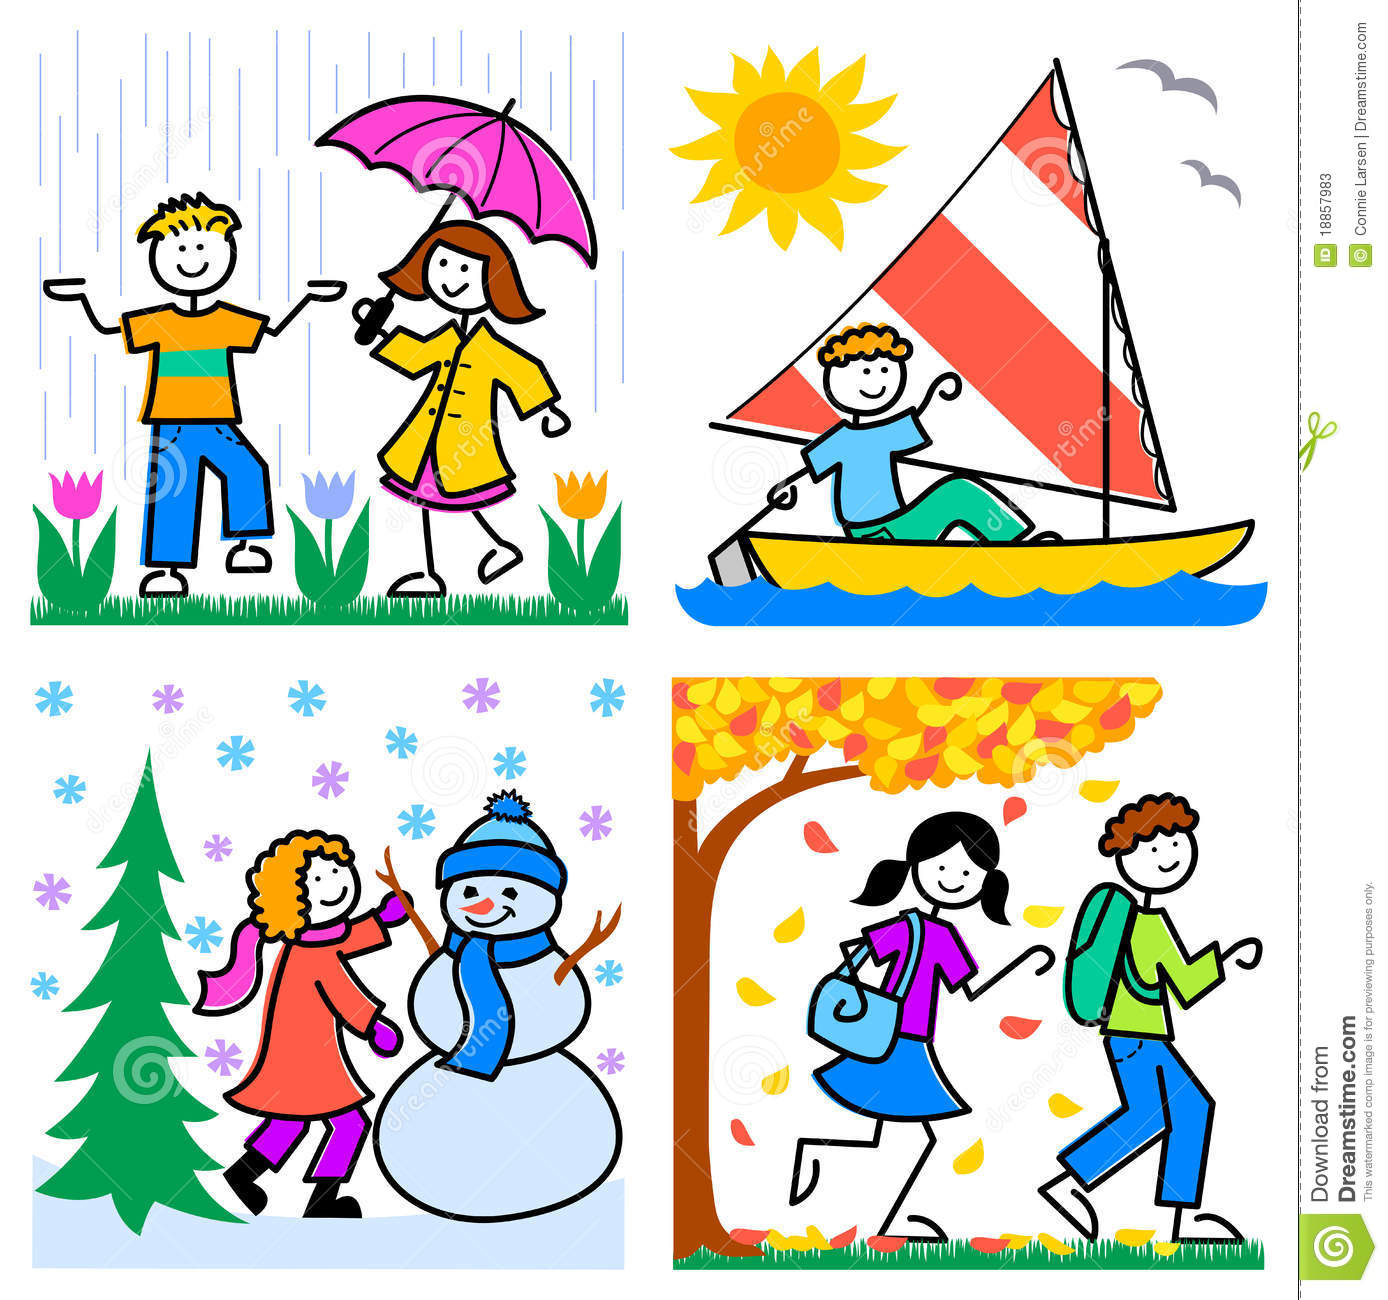 dreamstime
ID 18857983
© Connie Larsen | Dreamstime.com
Download from
Dreamstime.com
This watermarked comp image is for previewing purposes only.